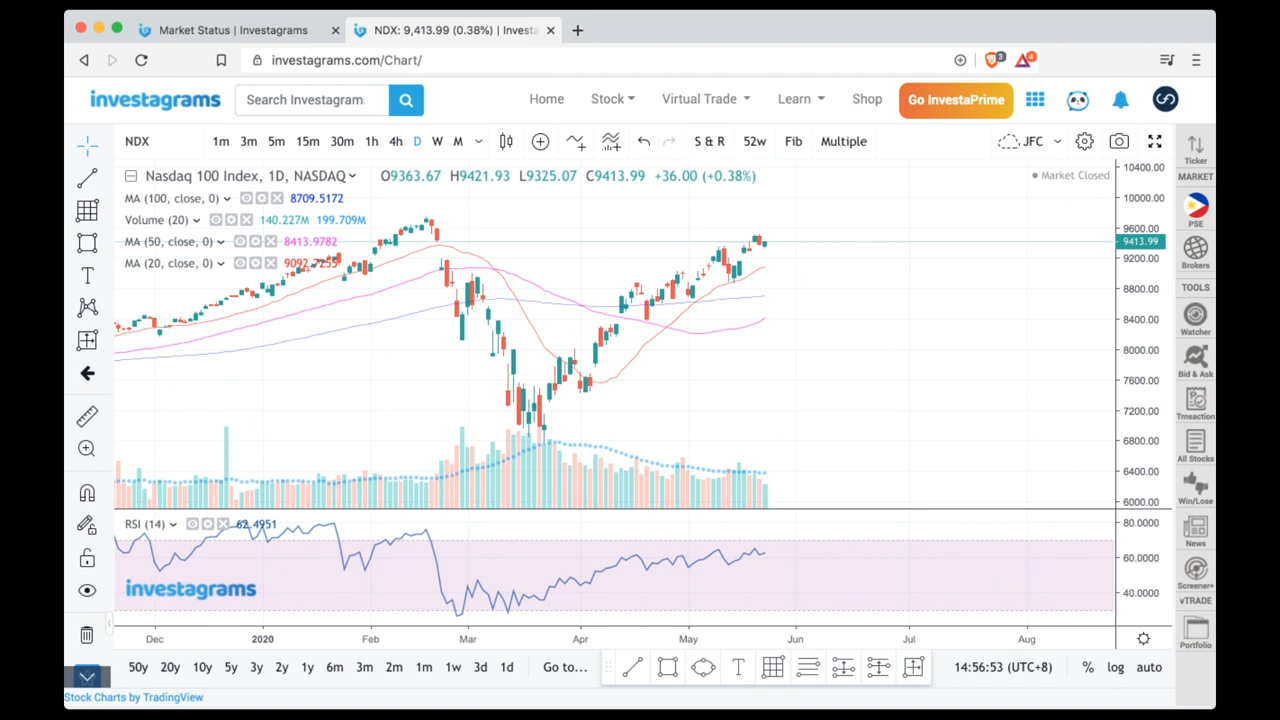 Market Status | Investagrams
NDX: 9,413.99 (0.38%) | Investa
investagrams.com/Chart/
3
4
investagrams
Search Investagram:
Home
Stock
Virtual Trade
Learn
Shop
Go InvestaPrime
NDX
1m 3m 5m 15m 30m 1h 4h D W M
S & R
52w
Fib
Multiple
JFC
Ticker
MARKET
PSE
Brokers
TOOLS
Watcher
Bid & Ask
Trnsaction
All Stocks
Win/Lose
News
Screener+
vTRADE
Portfolio
Nasdaq 100 Index, 1D, NASDAQ
O9363.67 H9421.93 L9325.07 C9413.99 +36.00 (+0.38%)
Market Closed
MA (100, close, 0) 8709.5172
Volume (20) 140.227M 199.709M
MA (50, close, 0) 8413.9782
MA (20, close, 0) 9092.7255
10400.00
10000.00
9600.00
9413.99
9200.00
8800.00
8400.00
8000.00
7600.00
7200.00
6800.00
6400.00
6000.00
RSI (14) 62.4951
80.0000
60.0000
40.0000
investagrams
Dec 2020 Feb Mar Apr May Jun Jul Aug
50y 20y 10y 5y 3y 2y 1y 6m 3m 2m 1m 1w 3d 1d Go to...
T
14:56:53 (UTC+8)
% log auto
Stock Charts by TradingView